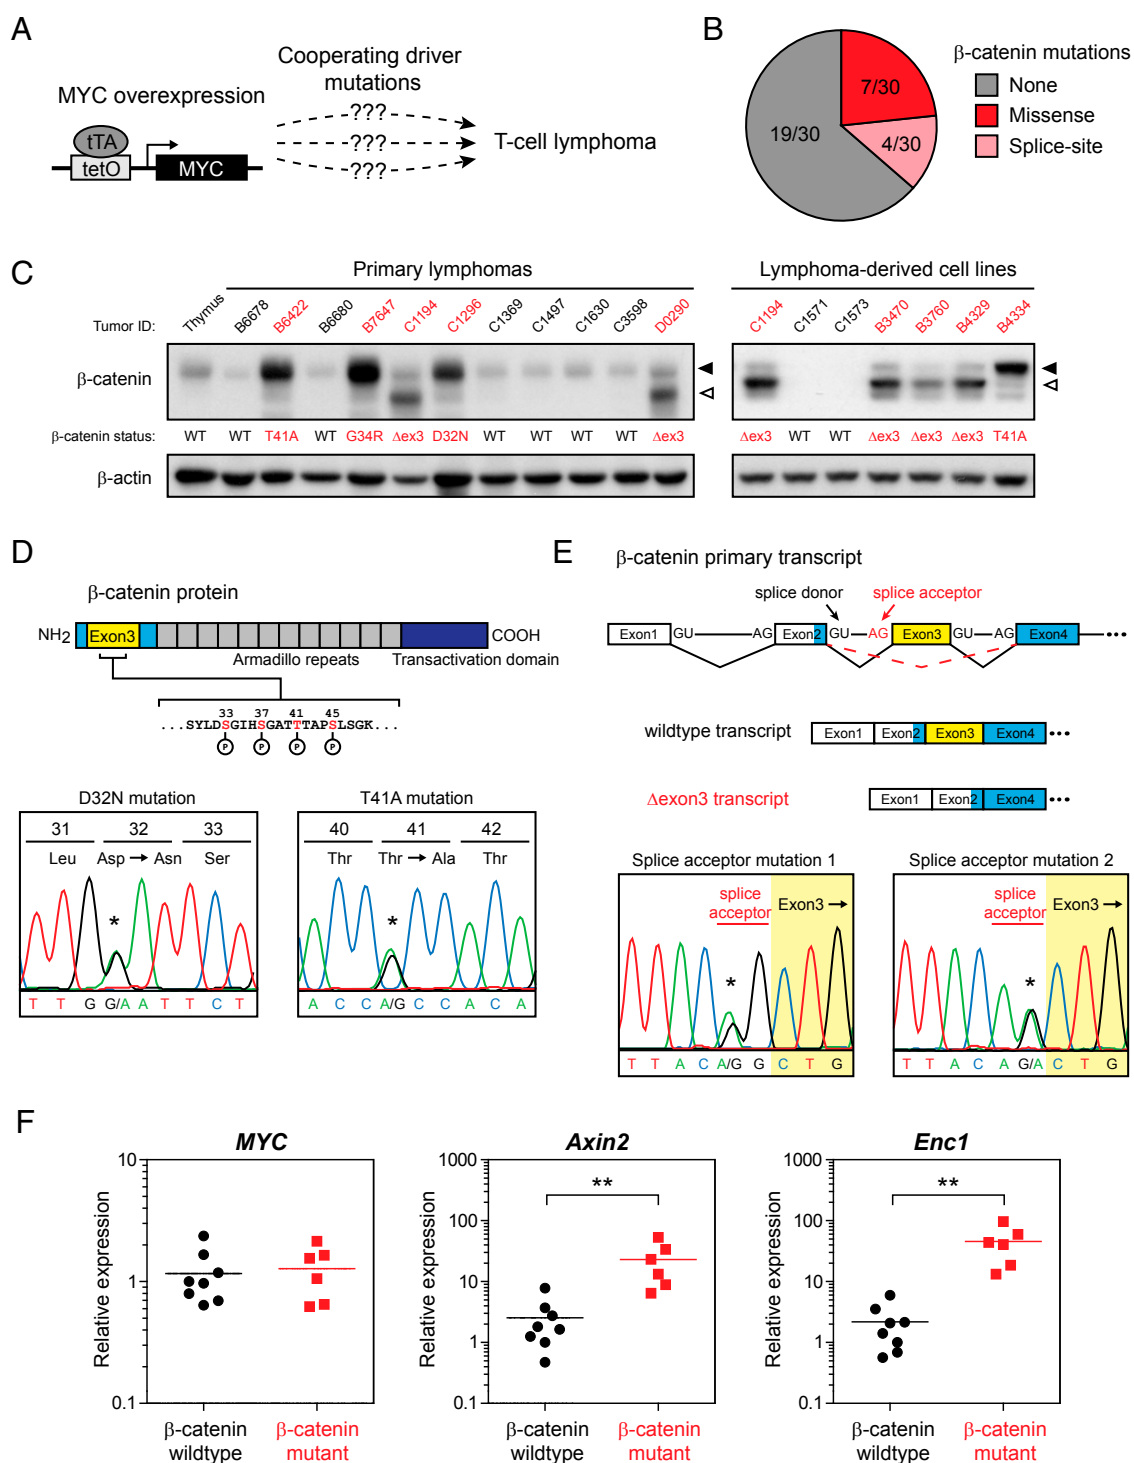 A
MYC overexpression
tTA
tetO
MYC
Cooperating driver
mutations
???
???
???
T-cell lymphoma
B
7/30
19/30
4/30
β-catenin mutations
None
Missense
Splice-site
C
Primary lymphomas
Lymphoma-derived cell lines
Tumor ID:
Thymus B6678 B6422 B6680 B7647 C1194 C1296 C1369 C1497 C1630 C3598 D0290
C1194 C1571 C1573 B3470 B3760 B4329 B4334
β-catenin
β-catenin status:
WT WT T41A WT G34R Δex3 D32N WT WT WT WT Δex3
Δex3 WT WT Δex3 Δex3 Δex3 T41A
β-actin
D
β-catenin protein
NH2 Exon3 COOH
Armadillo repeats Transactivation domain
33 37 41 45
...SYLDSGIHSGATTTAPSLSGK...
P P P P
D32N mutation
31 32 33
Leu Asp → Asn Ser
*
T T G G/A A T T C T
T41A mutation
40 41 42
Thr Thr → Ala Thr
*
A C C A/G C C A C A
E
β-catenin primary transcript
splice donor splice acceptor
Exon1 GU AG Exon2 GU AG Exon3 GU AG Exon4
wildtype transcript Exon1 Exon2 Exon3 Exon4
Δexon3 transcript Exon1 Exon2 Exon4
Splice acceptor mutation 1
splice
acceptor
Exon3 →
*
T T A C A/G G C T G
Splice acceptor mutation 2
splice
acceptor
Exon3 →
*
T T A C A G/A C T G
F
MYC
Relative expression
10
1
0.1
β-catenin
wildtype
β-catenin
mutant
Axin2
Relative expression
1000
100
10
1
0.1
**
β-catenin
wildtype
β-catenin
mutant
Enc1
Relative expression
1000
100
10
1
0.1
**
β-catenin
wildtype
β-catenin
mutant